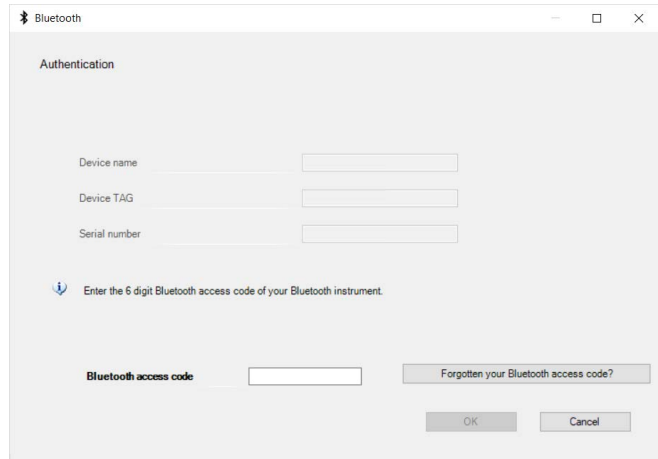 Bluetooth
Authentication
Device name
Device TAG
Serial number
Enter the 6 digit Bluetooth access code of your Bluetooth instrument.
Bluetooth access code
Forgotten your Bluetooth access code?
OK
Cancel